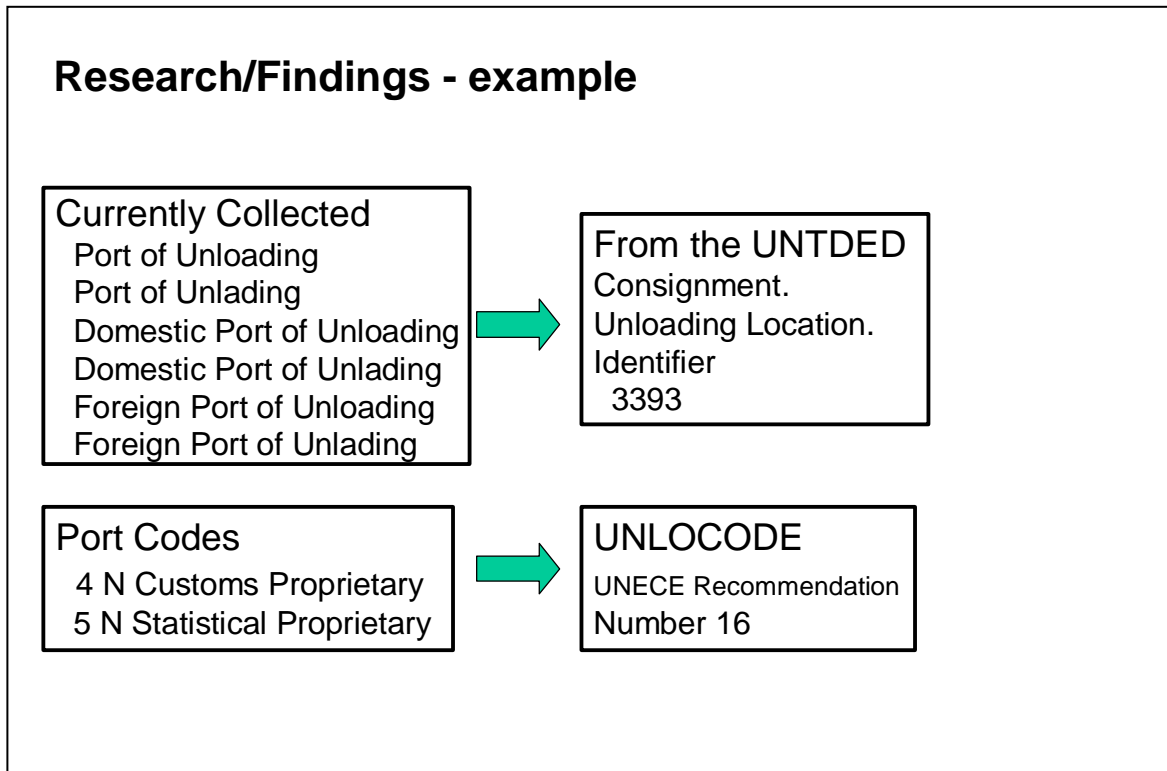 Research/Findings - example
Currently Collected
Port of Unloading
Port of Unlading
Domestic Port of Unloading
Domestic Port of Unlading
Foreign Port of Unloading
Foreign Port of Unlading
From the UNTDED
Consignment.
Unloading Location.
Identifier
3393
Port Codes
4 N Customs Proprietary
5 N Statistical Proprietary
UNLOCODE
UNECE Recommendation
Number 16